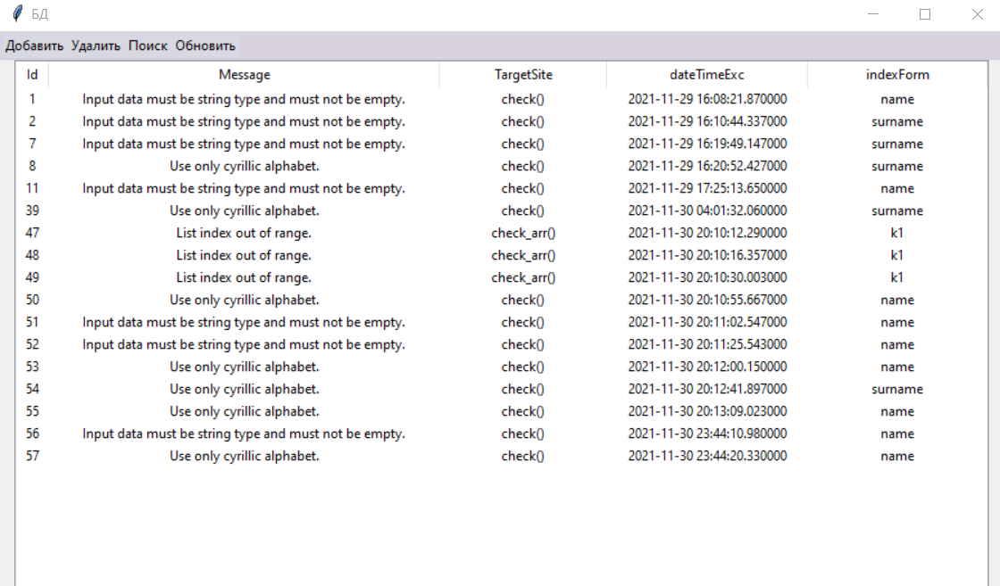 БД
Добавить Удалить Поиск Обновить
Id Message TargetSite dateTimeExc indexForm
1 Input data must be string type and must not be empty. check() 2021-11-29 16:08:21.870000 name
2 Input data must be string type and must not be empty. check() 2021-11-29 16:10:44.337000 surname
7 Input data must be string type and must not be empty. check() 2021-11-29 16:19:49.147000 surname
8 Use only cyrillic alphabet. check() 2021-11-29 16:20:52.427000 surname
11 Input data must be string type and must not be empty. check() 2021-11-29 17:25:13.650000 name
39 Use only cyrillic alphabet. check() 2021-11-30 04:01:32.060000 surname
47 List index out of range. check_arr() 2021-11-30 20:10:12.290000 k1
48 List index out of range. check_arr() 2021-11-30 20:10:16.357000 k1
49 List index out of range. check_arr() 2021-11-30 20:10:30.003000 k1
50 Use only cyrillic alphabet. check() 2021-11-30 20:10:55.667000 name
51 Input data must be string type and must not be empty. check() 2021-11-30 20:11:02.547000 name
52 Input data must be string type and must not be empty. check() 2021-11-30 20:11:25.543000 name
53 Use only cyrillic alphabet. check() 2021-11-30 20:12:00.150000 name
54 Use only cyrillic alphabet. check() 2021-11-30 20:12:41.897000 surname
55 Use only cyrillic alphabet. check() 2021-11-30 20:13:09.023000 name
56 Input data must be string type and must not be empty. check() 2021-11-30 23:44:10.980000 name
57 Use only cyrillic alphabet. check() 2021-11-30 23:44:20.330000 name